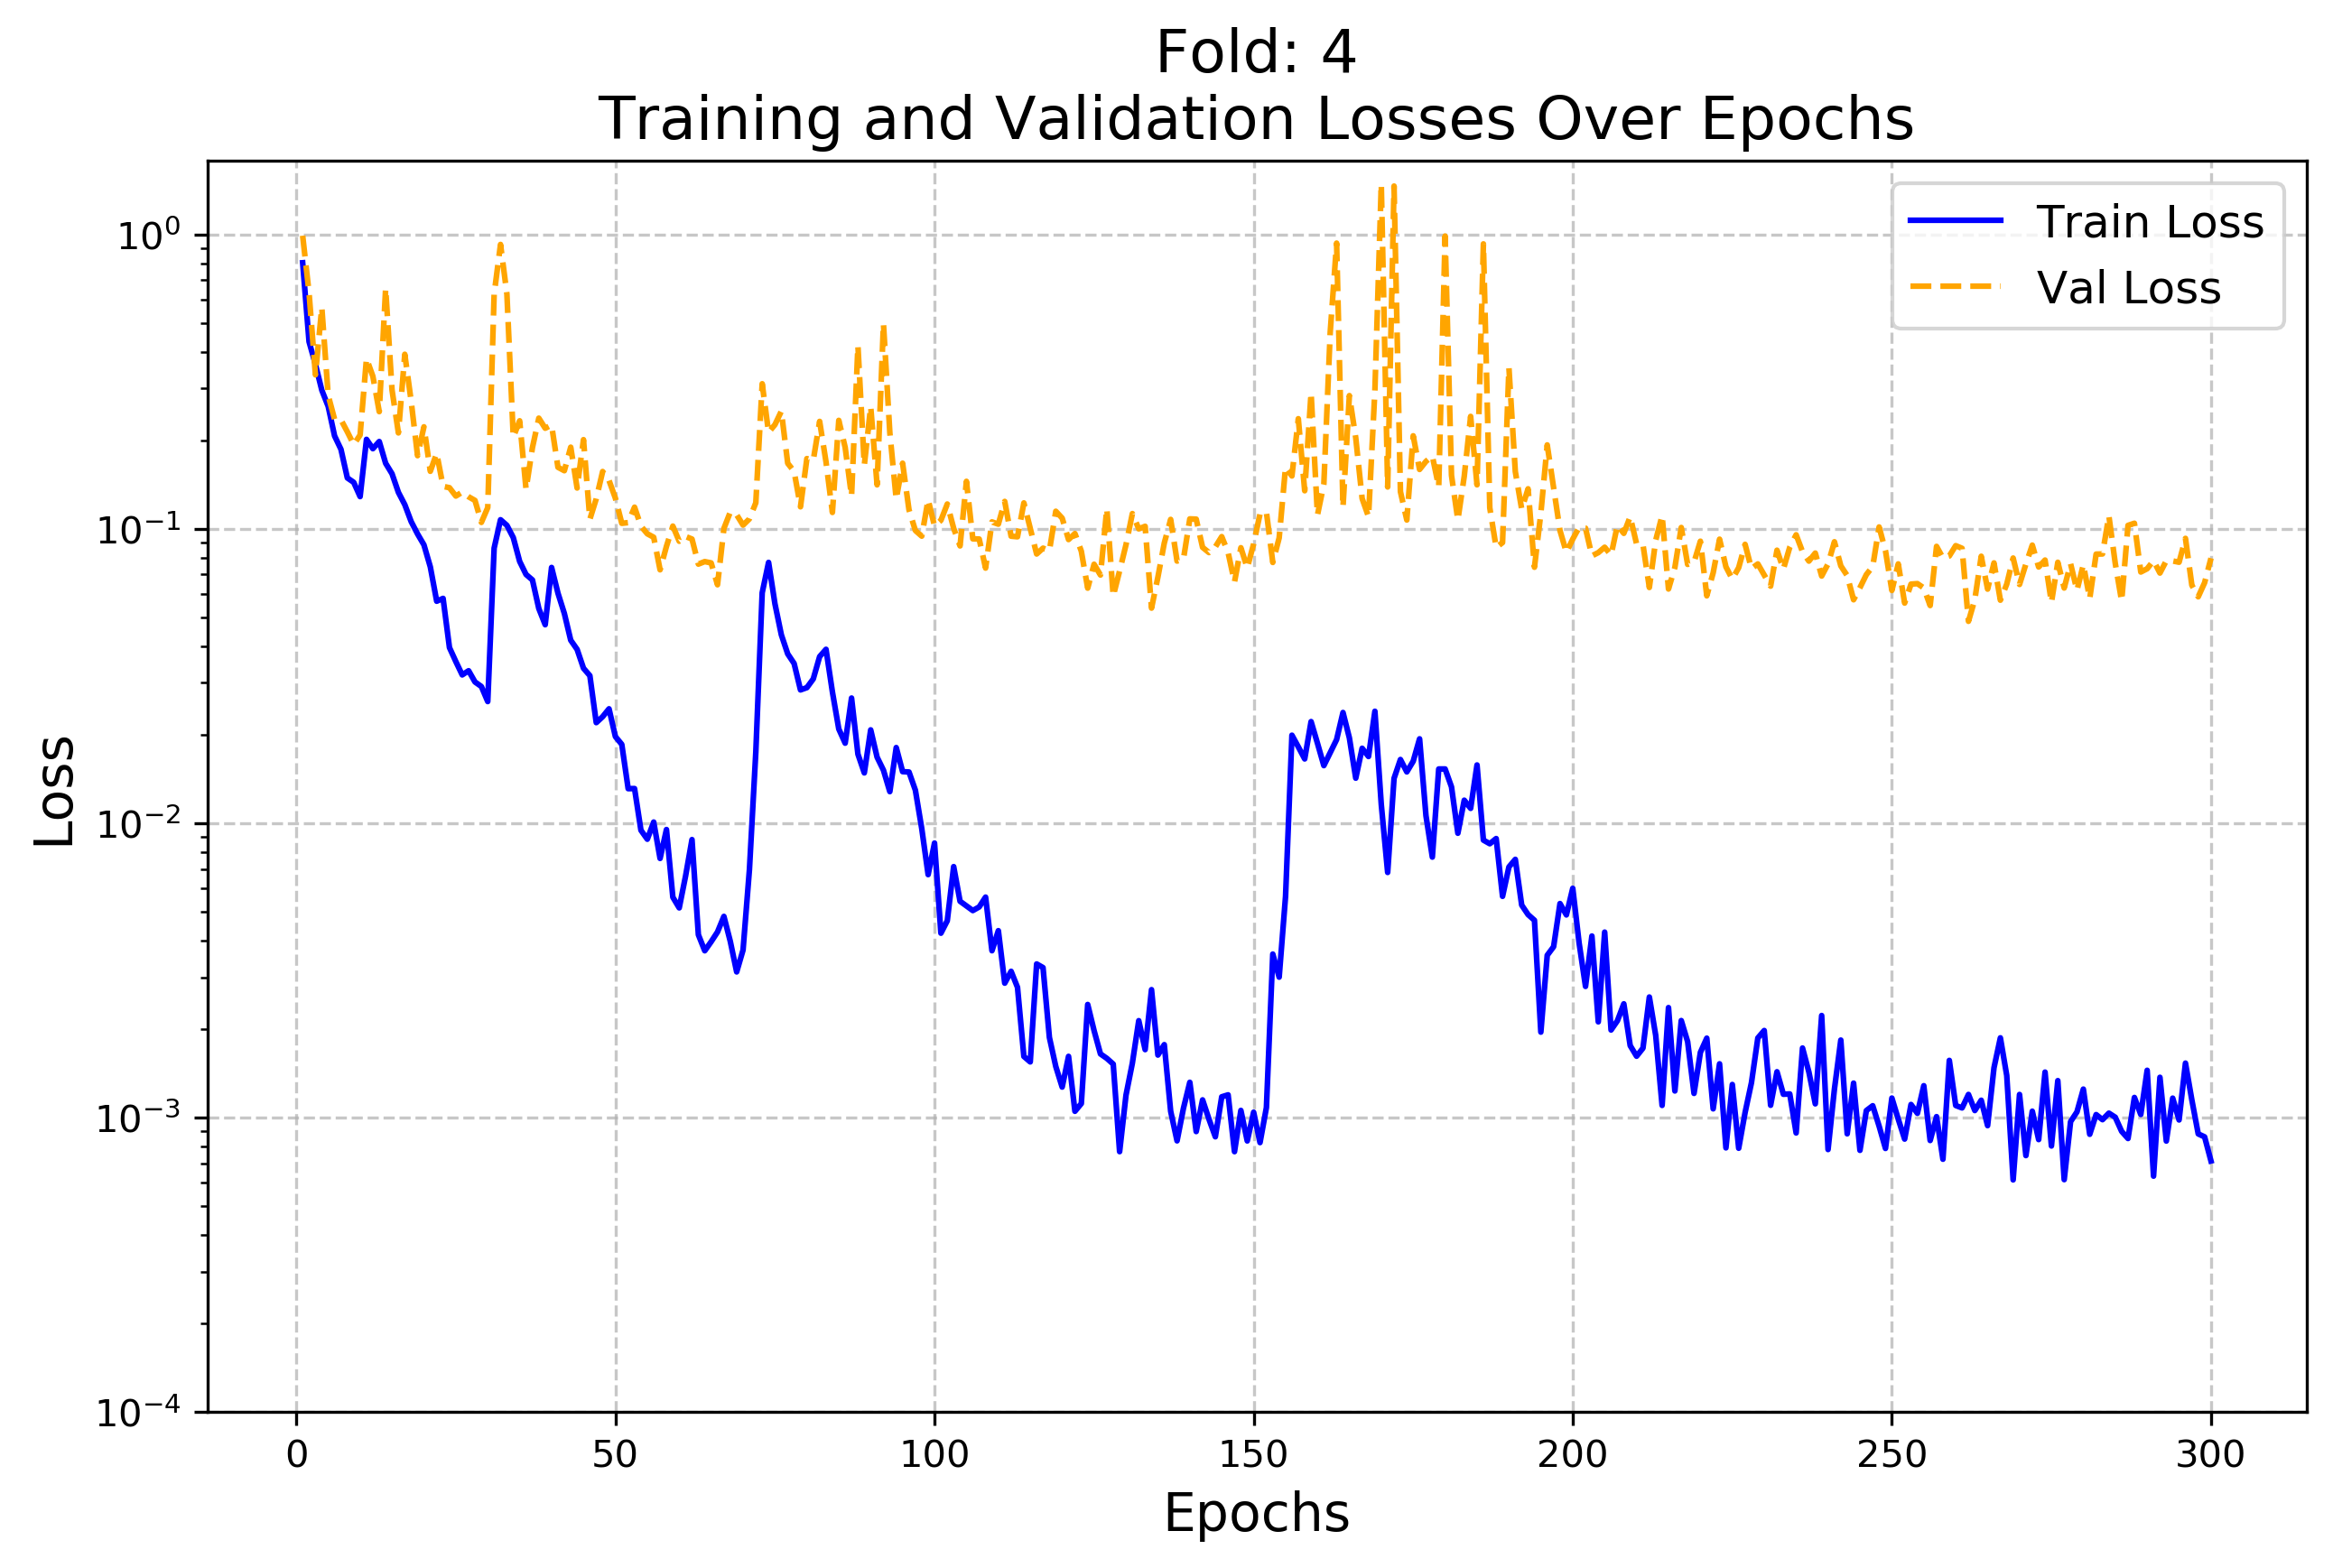 Fold: 4
Training and Validation Losses Over Epochs
Train Loss
Val Loss
Loss
10⁰
10⁻¹
10⁻²
10⁻³
10⁻⁴
0 50 100 150 200 250 300
Epochs